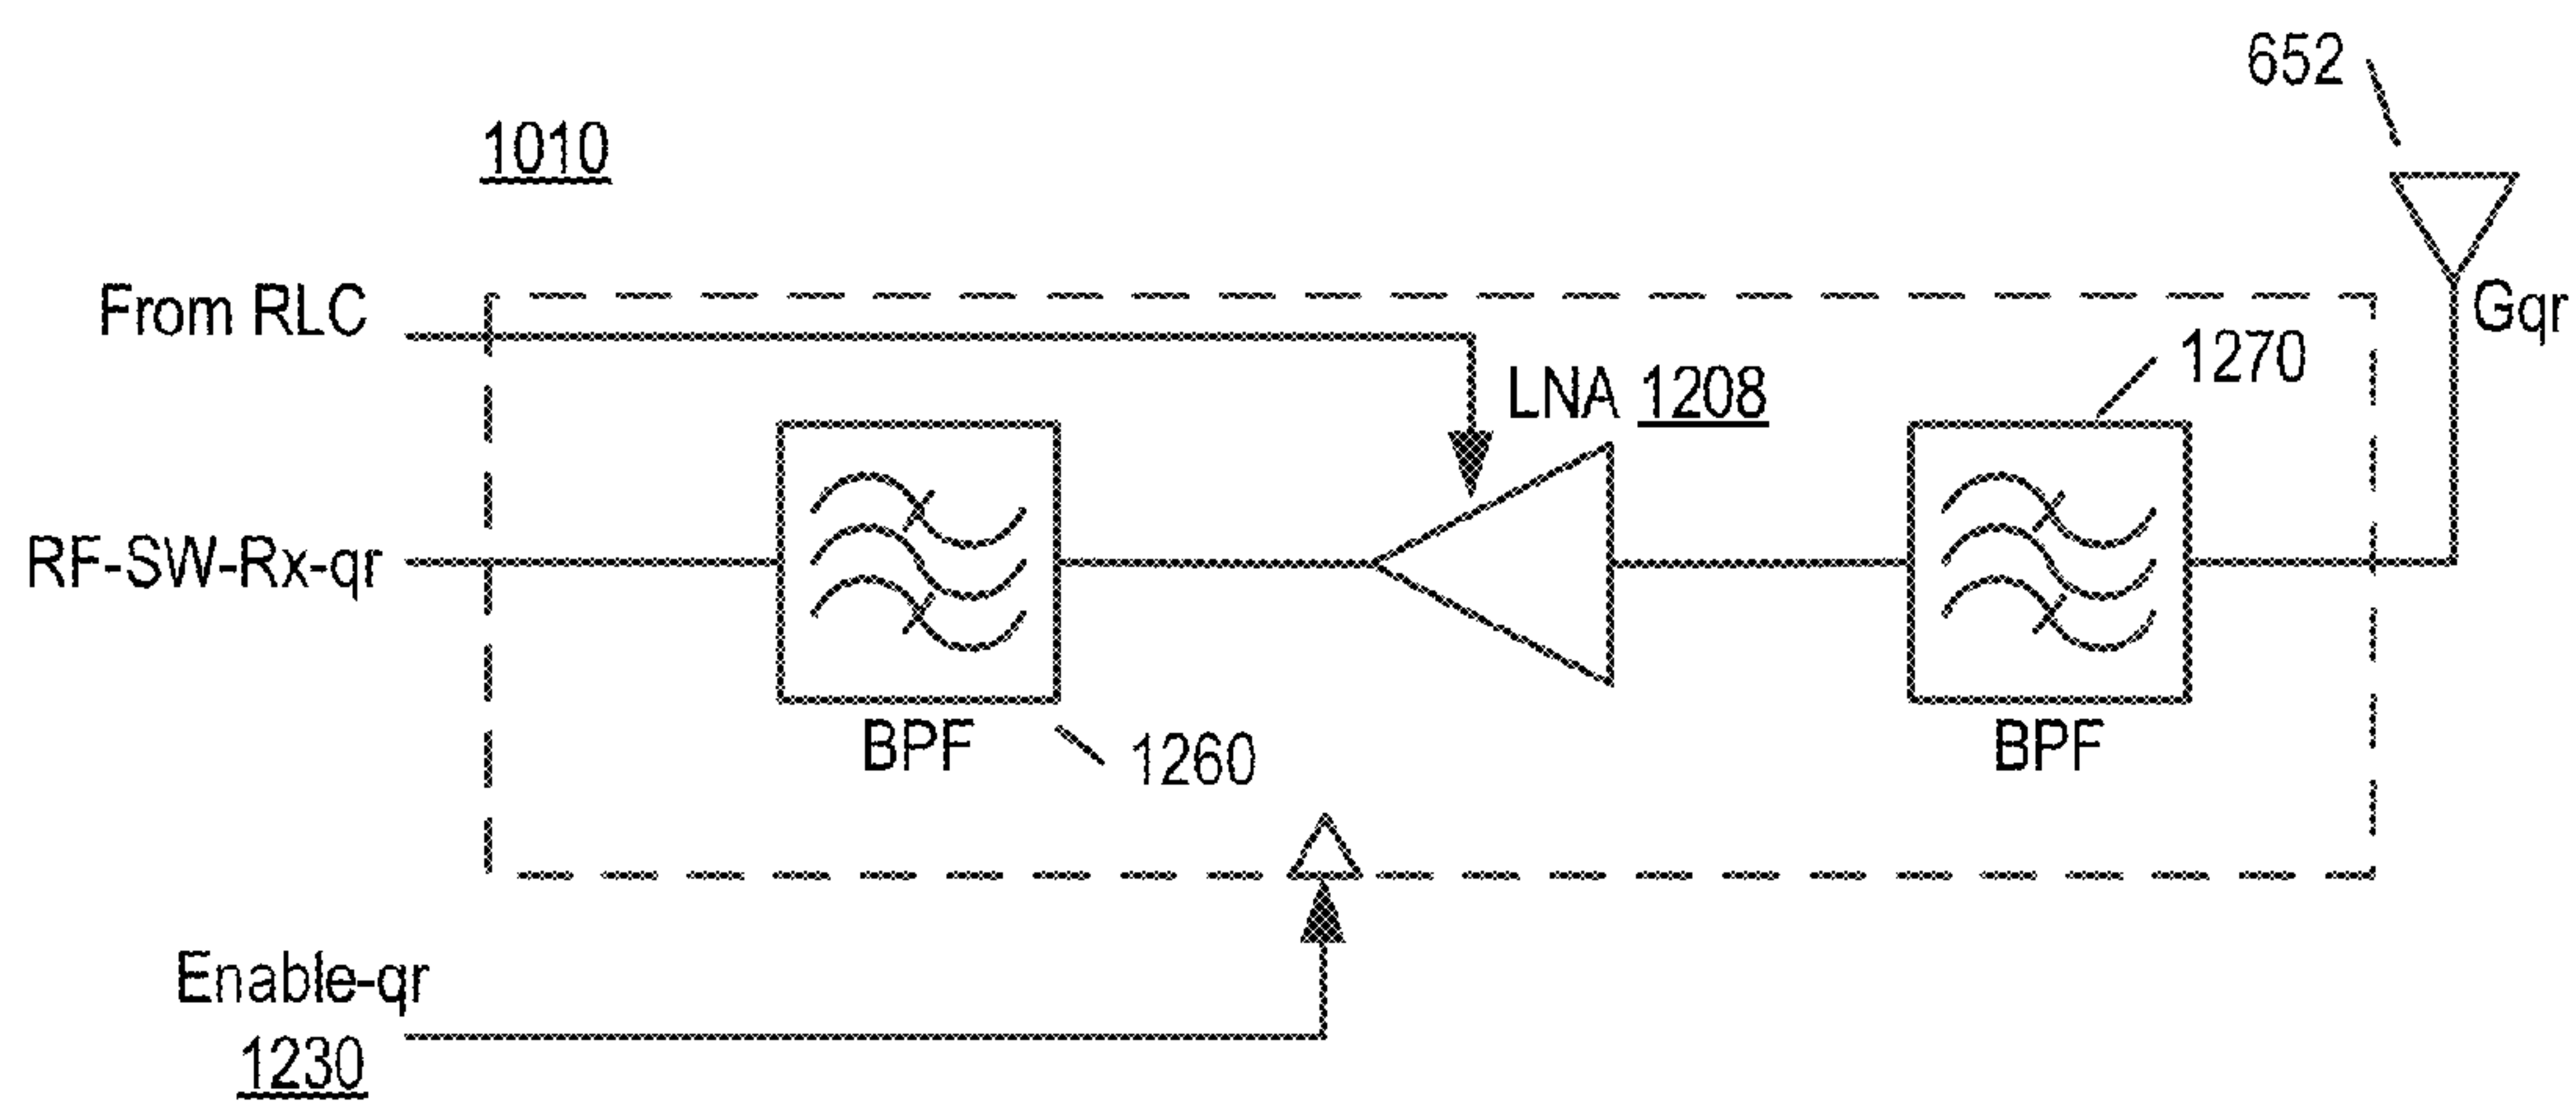 652
1010
From RLC
Gqr
1270
LNA 1208
RF-SW-Rx-qr
BPF
1260
BPF
Enable-qr
1230